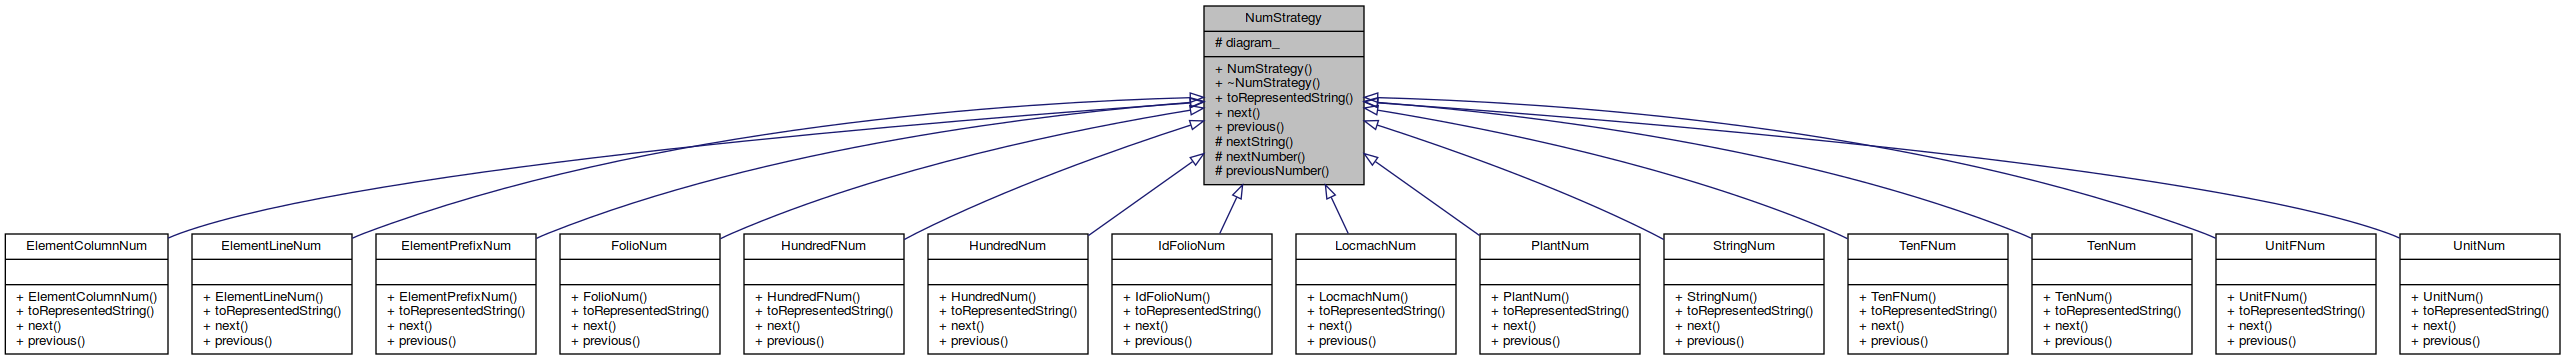 NumStrategy
# diagram_
+ NumStrategy()
+ ~NumStrategy()
+ toRepresentedString()
+ next()
+ previous()
# nextString()
# nextNumber()
# previousNumber()
ElementColumnNum
+ ElementColumnNum()
+ toRepresentedString()
+ next()
+ previous()
ElementLineNum
+ ElementLineNum()
+ toRepresentedString()
+ next()
+ previous()
ElementPrefixNum
+ ElementPrefixNum()
+ toRepresentedString()
+ next()
+ previous()
FolioNum
+ FolioNum()
+ toRepresentedString()
+ next()
+ previous()
HundredFNum
+ HundredFNum()
+ toRepresentedString()
+ next()
+ previous()
HundredNum
+ HundredNum()
+ toRepresentedString()
+ next()
+ previous()
IdFolioNum
+ IdFolioNum()
+ toRepresentedString()
+ next()
+ previous()
LocmachNum
+ LocmachNum()
+ toRepresentedString()
+ next()
+ previous()
PlantNum
+ PlantNum()
+ toRepresentedString()
+ next()
+ previous()
StringNum
+ StringNum()
+ toRepresentedString()
+ next()
+ previous()
TenFNum
+ TenFNum()
+ toRepresentedString()
+ next()
+ previous()
TenNum
+ TenNum()
+ toRepresentedString()
+ next()
+ previous()
UnitFNum
+ UnitFNum()
+ toRepresentedString()
+ next()
+ previous()
UnitNum
+ UnitNum()
+ toRepresentedString()
+ next()
+ previous()